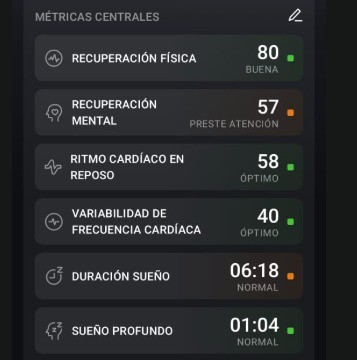 MÉTRICAS CENTRALES
RECUPERACIÓN FÍSICA
80
BUENA
RECUPERACIÓN
MENTAL
57
PRESTE ATENCIÓN
RITMO CARDÍACO EN
REPOSO
58
ÓPTIMO
VARIABILIDAD DE
FRECUENCIA CARDÍACA
40
ÓPTIMO
DURACIÓN SUEÑO
06:18
NORMAL
SUEÑO PROFUNDO
01:04
NORMAL